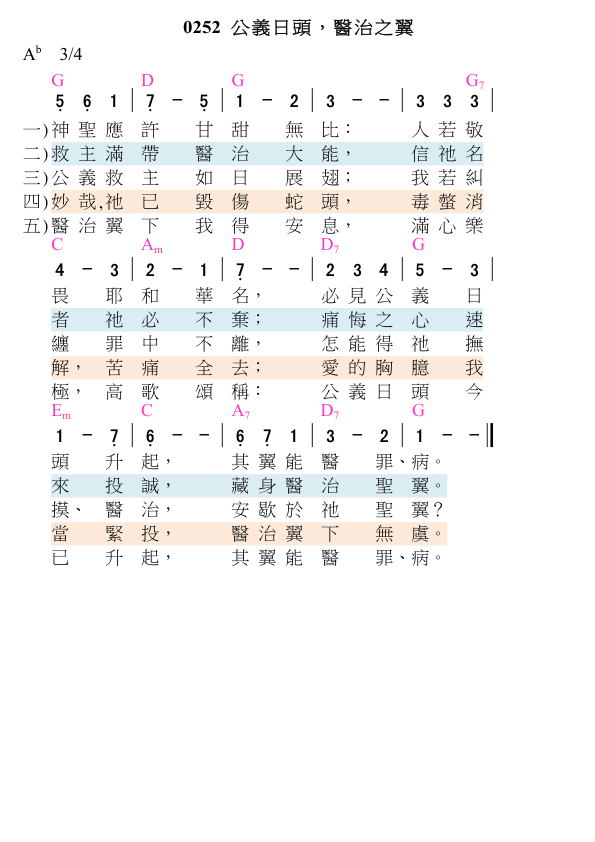 0252 公義日頭，醫治之翼
A♭ 3/4
G D G G7
5̣ 6̣ 1 | 7̣ - 5̣ | 1 - 2 | 3 - - | 3 3 3 |
一)神聖應許甘甜無比：人若敬
二)救主滿帶醫治大能，信祂名
三)公義救主如日展翅；我若糾
四)妙哉,祂已毀傷蛇頭，毒螫消
五)醫治翼下我得安息，滿心樂
C Am D D7 G
4 - 3 | 2 - 1 | 7̣ - - | 2 3 4 | 5 - 3 |
畏耶和華名，必見公義日
者祂必不棄；痛悔之心速
纏罪中不離，怎能得祂撫
解，苦痛全去；愛的胸臆我
極，高歌頌稱：公義日頭今
Em C A7 D7 G
1 - 7̣ | 6̣ - - | 6̣ 7̣ 1 | 3 - 2 | 1 - - ||
頭升起，其翼能醫罪、病。
來投誠，藏身醫治聖翼。
摸、醫治，安歇於祂聖翼？
當緊投，醫治翼下無虞。
已升起，其翼能醫罪、病。